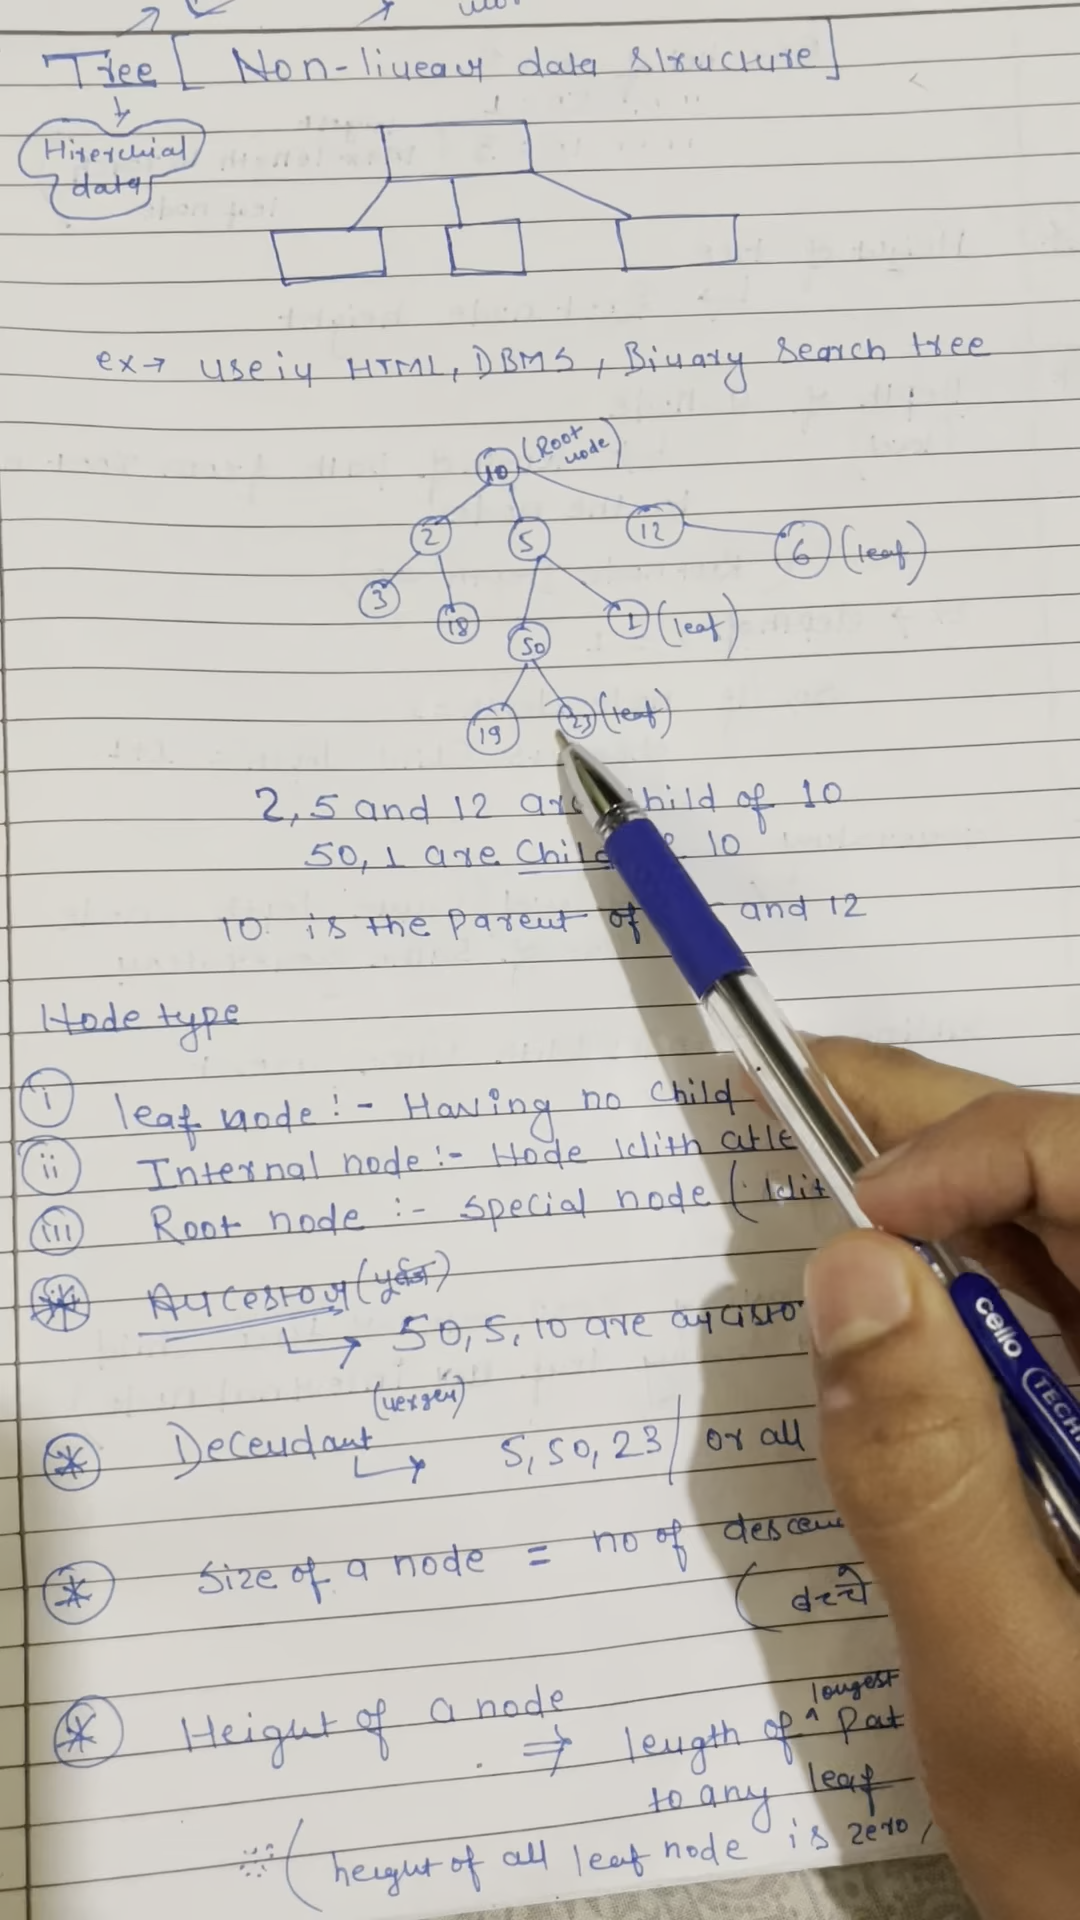 Tree [ Non-linear data structure ]
Hirerchial
data
ex→ use in HTML, DBMS, Binary Search tree
10 (Root node)
2 5 12 6 (leaf)
3 18 50 1 (leaf)
19 23 (leaf)
2, 5 and 12 are child of 10
50, 1 are Child 10
10 is the Parent of and 12
Node type
i leaf node :- Having no child
ii Internal node :- Node With atle
iii Root node :- special node ( Wit
Ancestor
↳ 50, 5, 10 are ancisto
* Decendant
↳ 5, 50, 23 / or all
* Size of a node = no of descen
( बच्चे
* Height of a node
⇒ length of ^ longest Pat
to any leaf
( height of all leaf node is zero,
cello
TECH